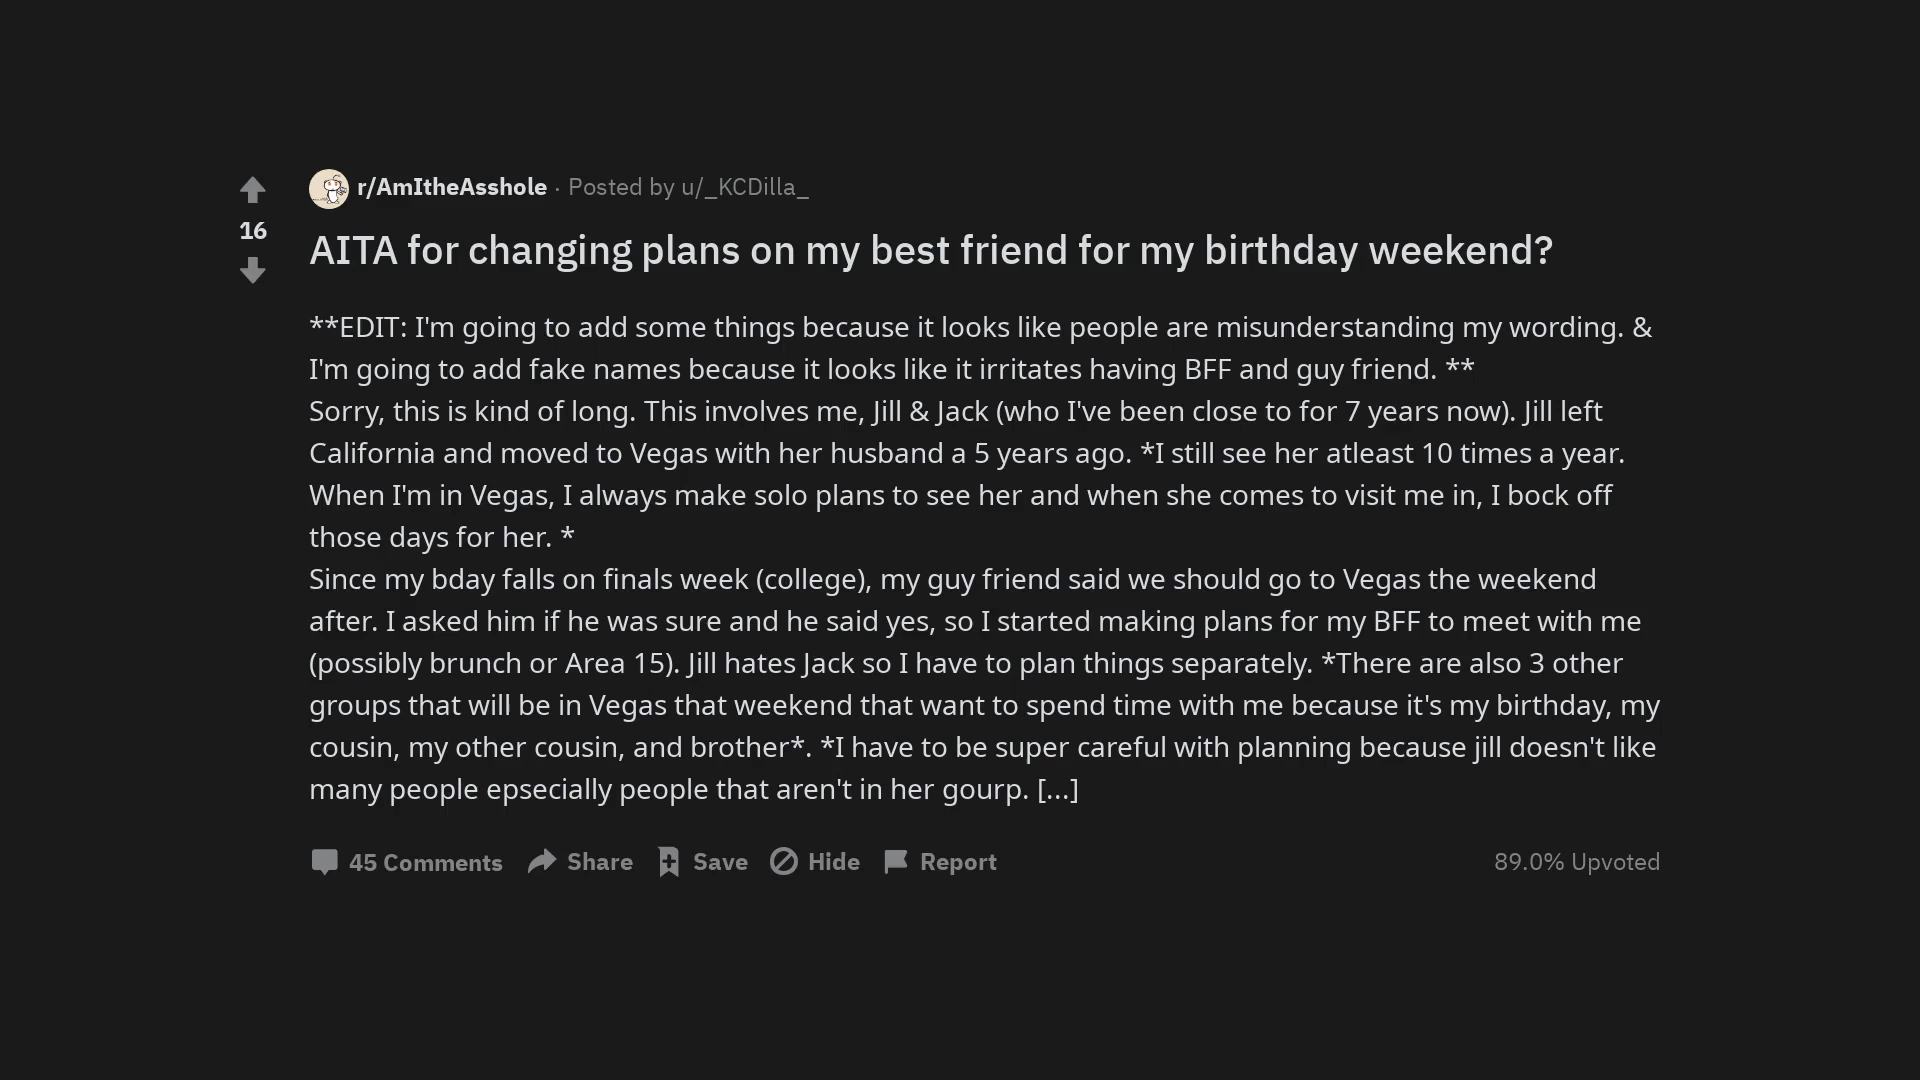 r/AmItheAsshole · Posted by u/_KCDilla_
16
AITA for changing plans on my best friend for my birthday weekend?
**EDIT: I'm going to add some things because it looks like people are misunderstanding my wording. &
I'm going to add fake names because it looks like it irritates having BFF and guy friend. **
Sorry, this is kind of long. This involves me, Jill & Jack (who I've been close to for 7 years now). Jill left
California and moved to Vegas with her husband a 5 years ago. *I still see her atleast 10 times a year.
When I'm in Vegas, I always make solo plans to see her and when she comes to visit me in, I bock off
those days for her. *
Since my bday falls on finals week (college), my guy friend said we should go to Vegas the weekend
after. I asked him if he was sure and he said yes, so I started making plans for my BFF to meet with me
(possibly brunch or Area 15). Jill hates Jack so I have to plan things separately. *There are also 3 other
groups that will be in Vegas that weekend that want to spend time with me because it's my birthday, my
cousin, my other cousin, and brother*. *I have to be super careful with planning because jill doesn't like
many people epsecially people that aren't in her gourp. [...]
45 Comments Share Save Hide Report 89.0% Upvoted